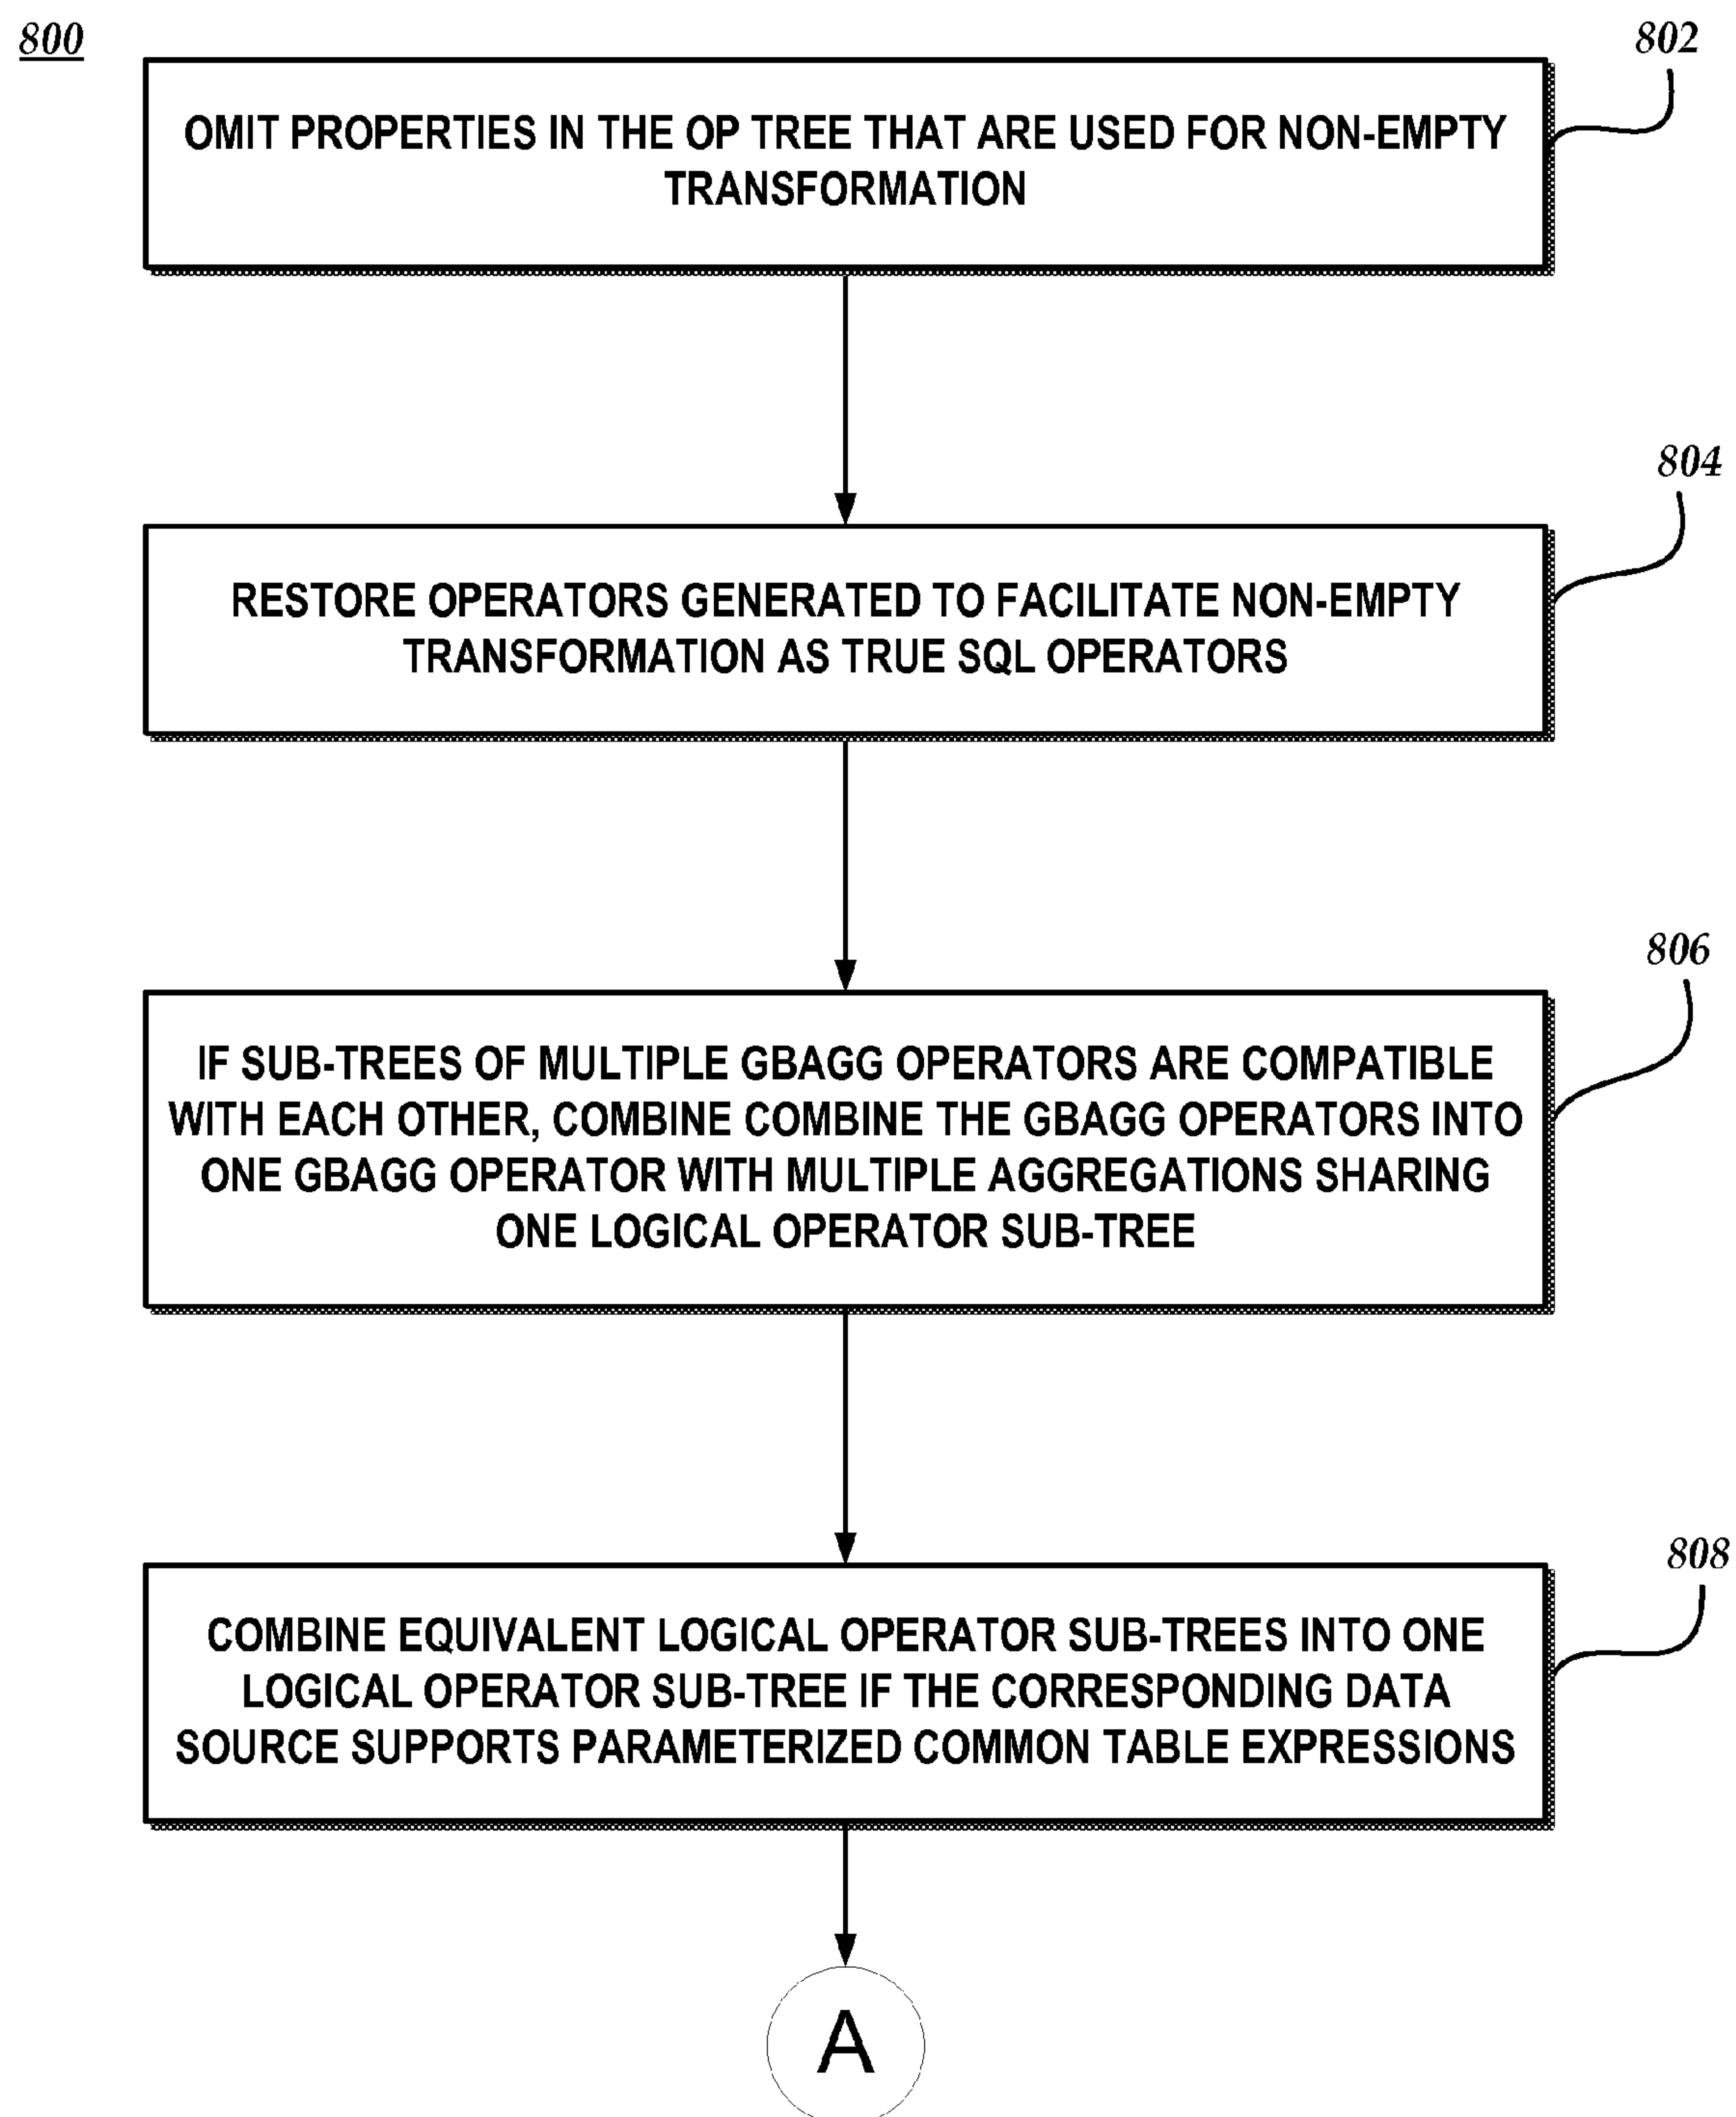 800
802
OMIT PROPERTIES IN THE OP TREE THAT ARE USED FOR NON-EMPTY
TRANSFORMATION
804
RESTORE OPERATORS GENERATED TO FACILITATE NON-EMPTY
TRANSFORMATION AS TRUE SQL OPERATORS
806
IF SUB-TREES OF MULTIPLE GBAGG OPERATORS ARE COMPATIBLE
WITH EACH OTHER, COMBINE COMBINE THE GBAGG OPERATORS INTO
ONE GBAGG OPERATOR WITH MULTIPLE AGGREGATIONS SHARING
ONE LOGICAL OPERATOR SUB-TREE
808
COMBINE EQUIVALENT LOGICAL OPERATOR SUB-TREES INTO ONE
LOGICAL OPERATOR SUB-TREE IF THE CORRESPONDING DATA
SOURCE SUPPORTS PARAMETERIZED COMMON TABLE EXPRESSIONS
A